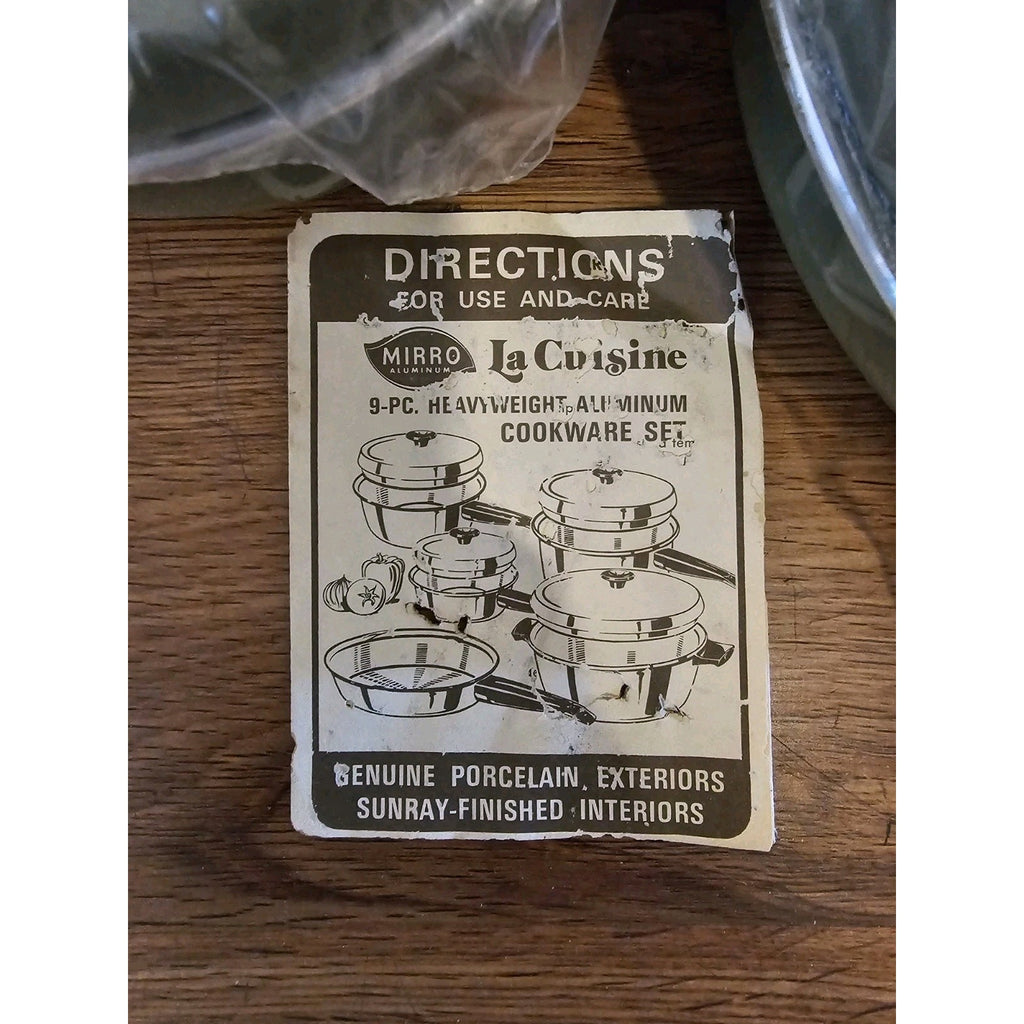 DIRECTIONS
FOR USE AND CARE
MIRRO
ALUMINUM
La Cuisine
9-PC. HEAVYWEIGHT ALUMINUM
COOKWARE SET
GENUINE PORCELAIN EXTERIORS
SUNRAY-FINISHED INTERIORS